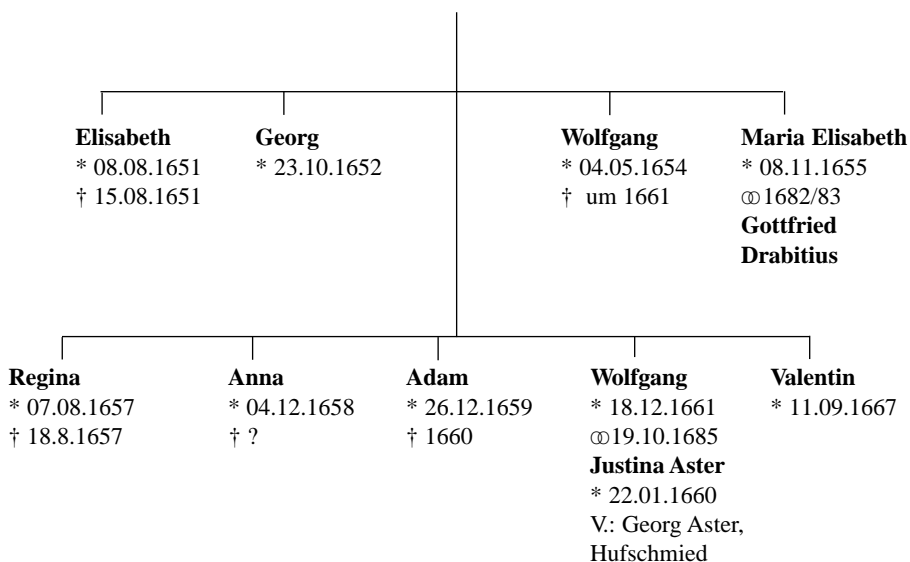 Elisabeth
* 08.08.1651
† 15.08.1651
Georg
* 23.10.1652
Wolfgang
* 04.05.1654
† um 1661
Maria Elisabeth
* 08.11.1655
⚭ 1682/83
Gottfried
Drabitius
Regina
* 07.08.1657
† 18.8.1657
Anna
* 04.12.1658
† ?
Adam
* 26.12.1659
† 1660
Wolfgang
* 18.12.1661
⚭ 19.10.1685
Justina Aster
* 22.01.1660
V.: Georg Aster,
Hufschmied
Valentin
* 11.09.1667